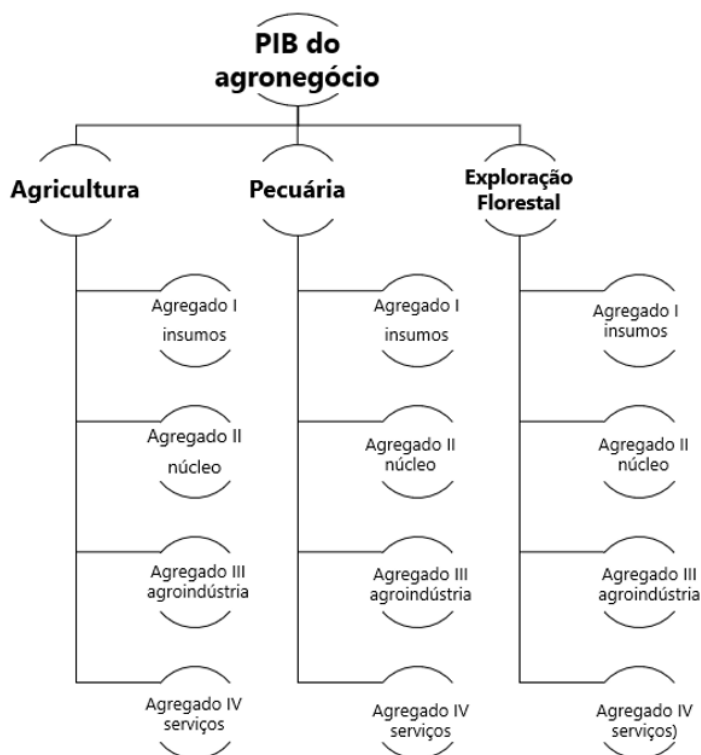 PIB do
agronegócio
Agricultura
Pecuária
Exploração
Florestal
Agregado I
insumos
Agregado II
núcleo
Agregado III
agroindústria
Agregado IV
serviços
Agregado I
insumos
Agregado II
núcleo
Agregado III
agroindústria
Agregado IV
serviços
Agregado I
insumos
Agregado II
núcleo
Agregado III
agroindústria
Agregado IV
serviços)